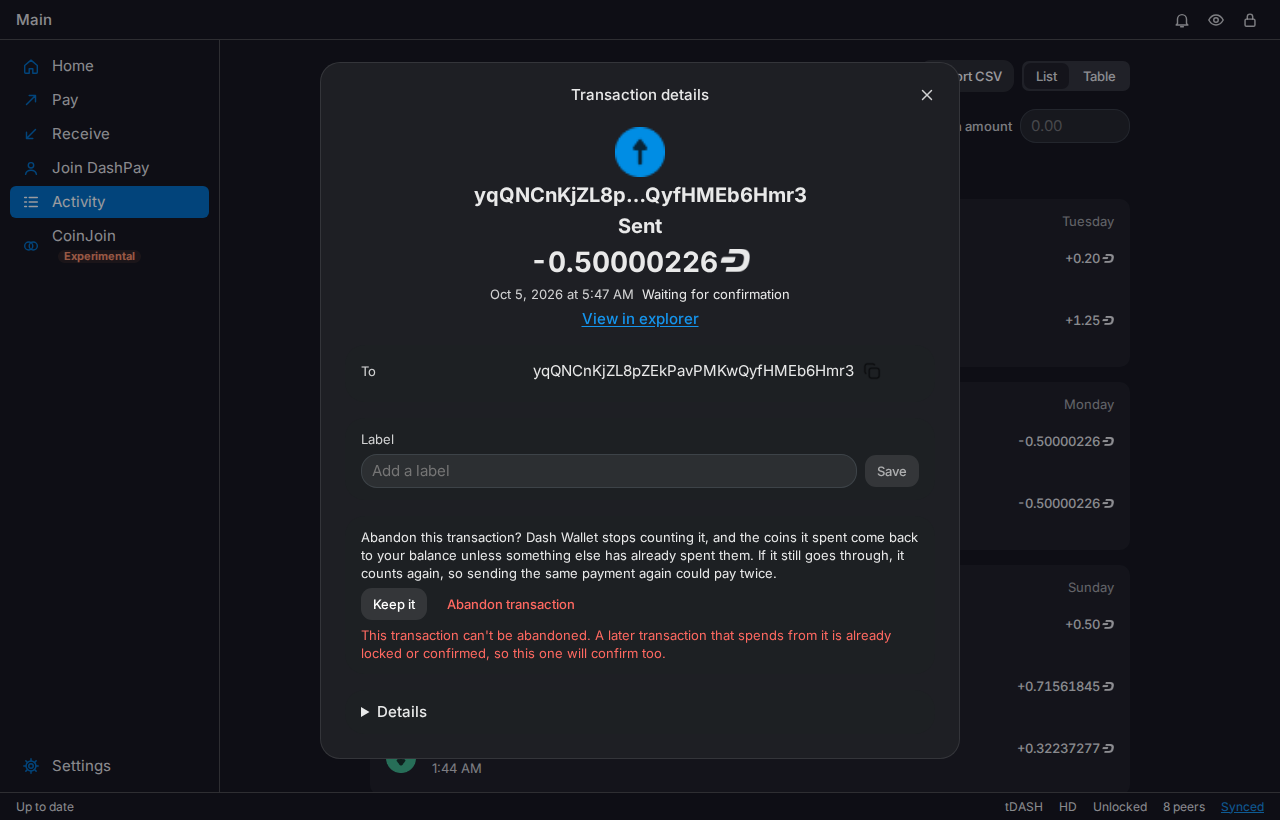 Main
Home
Pay
Receive
Join DashPay
Activity
CoinJoin
Experimental
Settings
ort CSV
List
Table
amount
0.00
Transaction details
yqQNCnKjZL8p...QyfHMEb6Hmr3
Sent
-0.50000226
Oct 5, 2026 at 5:47 AM Waiting for confirmation
View in explorer
To
yqQNCnKjZL8pZEkPavPMKwQyfHMEb6Hmr3
Label
Add a label
Save
Abandon this transaction? Dash Wallet stops counting it, and the coins it spent come back
to your balance unless something else has already spent them. If it still goes through, it
counts again, so sending the same payment again could pay twice.
Keep it
Abandon transaction
This transaction can't be abandoned. A later transaction that spends from it is already
locked or confirmed, so this one will confirm too.
Details
Tuesday
+0.20
+1.25
Monday
-0.50000226
-0.50000226
Sunday
+0.50
+0.71561845
+0.32237277
1:44 AM
Up to date
tDASH
HD
Unlocked
8 peers
Synced